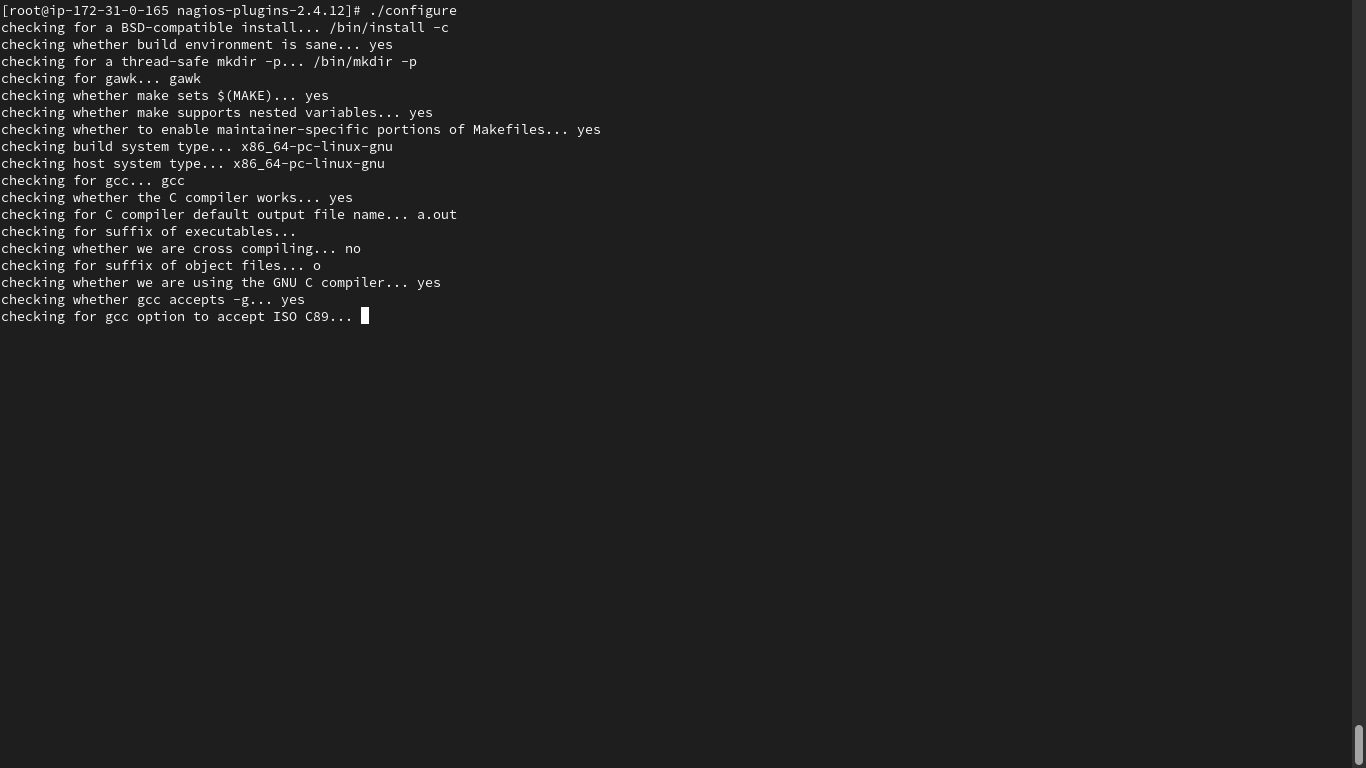 [root@ip-172-31-0-165 nagios-plugins-2.4.12]# ./configure
checking for a BSD-compatible install... /bin/install -c
checking whether build environment is sane... yes
checking for a thread-safe mkdir -p... /bin/mkdir -p
checking for gawk... gawk
checking whether make sets $(MAKE)... yes
checking whether make supports nested variables... yes
checking whether to enable maintainer-specific portions of Makefiles... yes
checking build system type... x86_64-pc-linux-gnu
checking host system type... x86_64-pc-linux-gnu
checking for gcc... gcc
checking whether the C compiler works... yes
checking for C compiler default output file name... a.out
checking for suffix of executables...
checking whether we are cross compiling... no
checking for suffix of object files... o
checking whether we are using the GNU C compiler... yes
checking whether gcc accepts -g... yes
checking for gcc option to accept ISO C89...